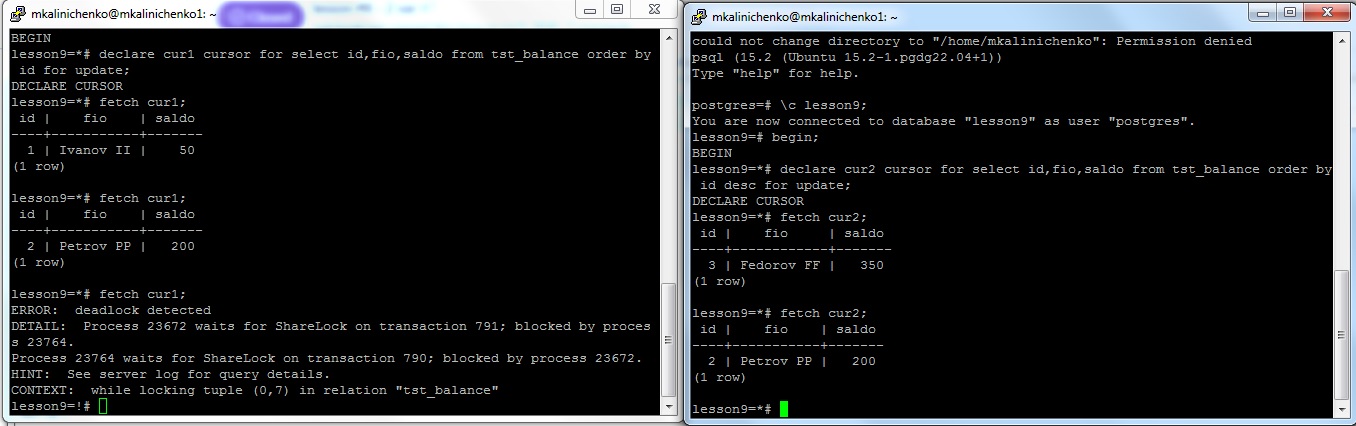 mkalinichenko@mkalinichenko1: ~
BEGIN
lesson9=*# declare cur1 cursor for select id,fio,saldo from tst_balance order by
 id for update;
DECLARE CURSOR
lesson9=*# fetch cur1;
 id |    fio    | saldo
----+-----------+-------
  1 | Ivanov II |    50
(1 row)
lesson9=*# fetch cur1;
 id |    fio    | saldo
----+-----------+-------
  2 | Petrov PP |   200
(1 row)
lesson9=*# fetch cur1;
ERROR:  deadlock detected
DETAIL:  Process 23672 waits for ShareLock on transaction 791; blocked by proces
s 23764.
Process 23764 waits for ShareLock on transaction 790; blocked by process 23672.
HINT:  See server log for query details.
CONTEXT:  while locking tuple (0,7) in relation "tst_balance"
lesson9=!#
mkalinichenko@mkalinichenko1: ~
could not change directory to "/home/mkalinichenko": Permission denied
psql (15.2 (Ubuntu 15.2-1.pgdg22.04+1))
Type "help" for help.
postgres=# \c lesson9;
You are now connected to database "lesson9" as user "postgres".
lesson9=# begin;
BEGIN
lesson9=*# declare cur2 cursor for select id,fio,saldo from tst_balance order by
 id desc for update;
DECLARE CURSOR
lesson9=*# fetch cur2;
 id |    fio     | saldo
----+------------+-------
  3 | Fedorov FF |   350
(1 row)
lesson9=*# fetch cur2;
 id |    fio    | saldo
----+-----------+-------
  2 | Petrov PP |   200
(1 row)
lesson9=*#